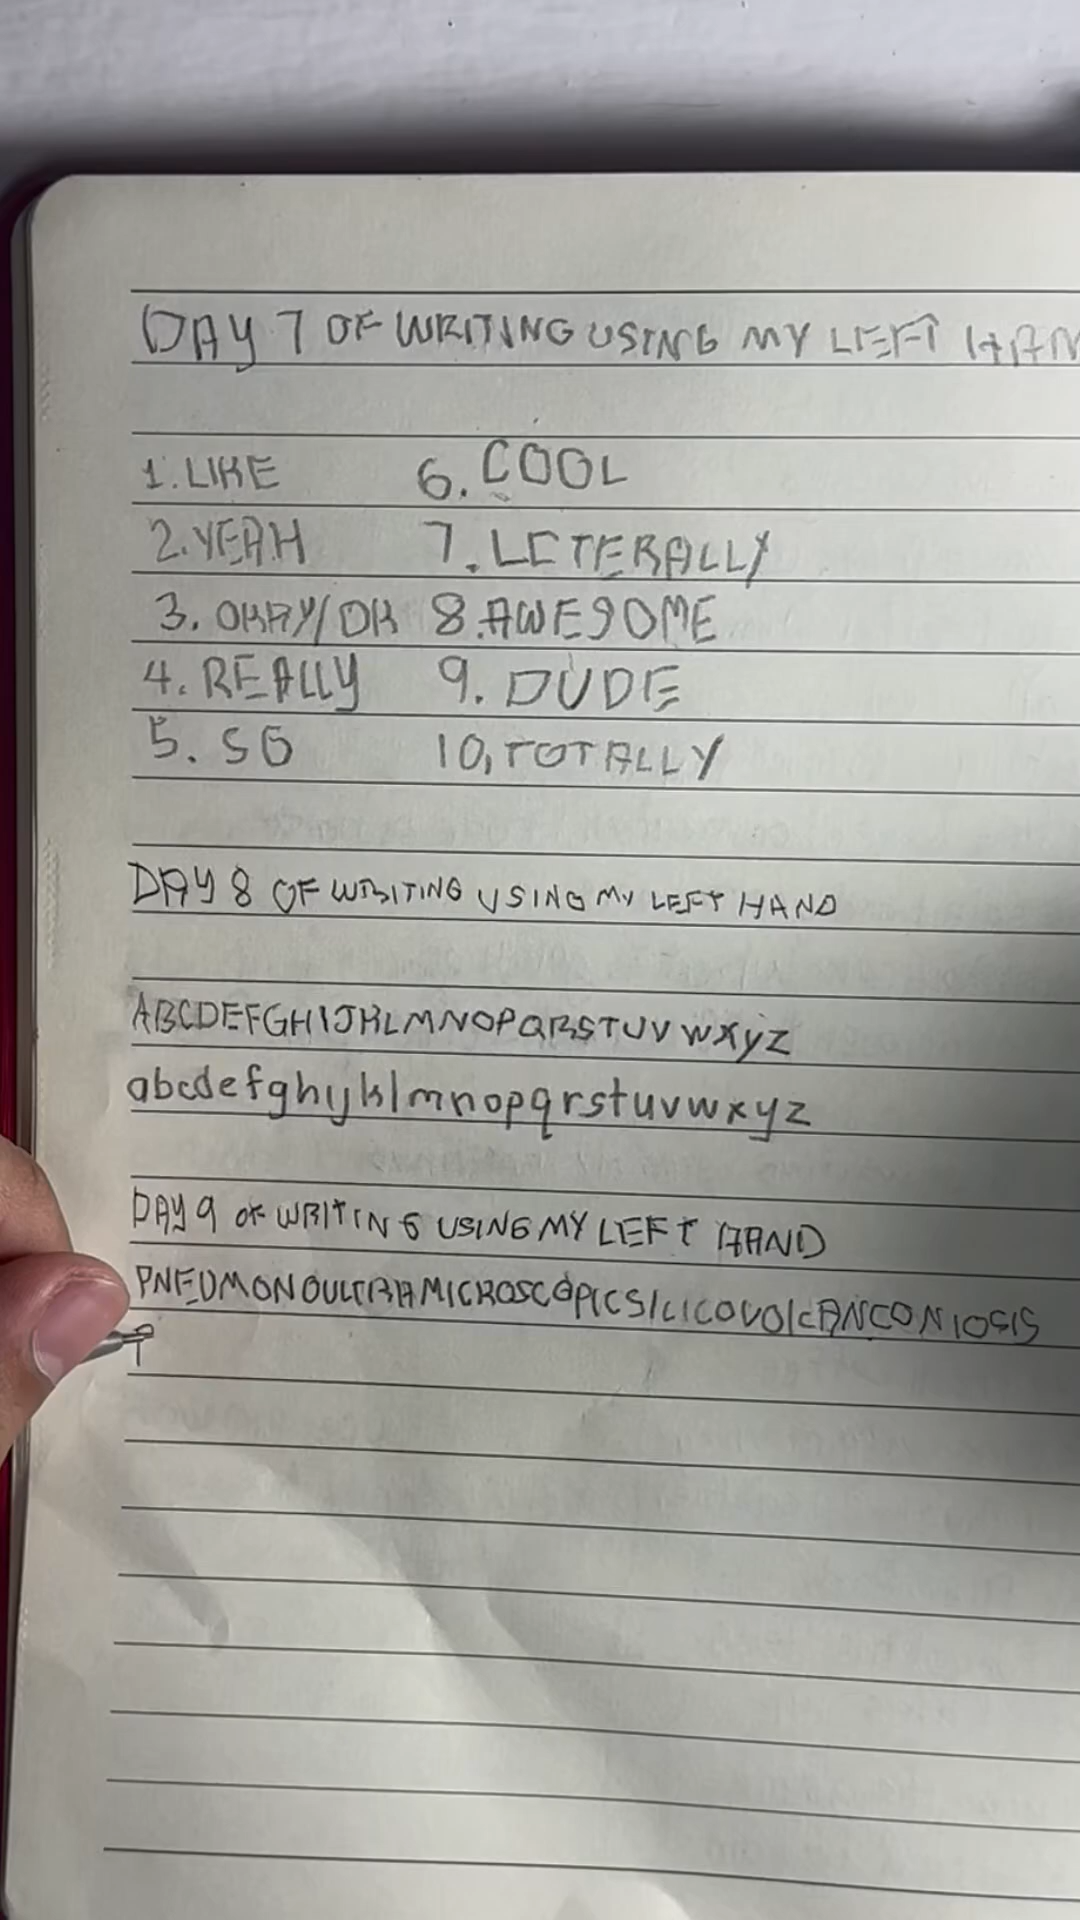 DAY 7 OF WRITING USING MY LEFT HAN
1. LIKE 6. COOL
2. YEAH 7. LITERALLY
3. OKAY/OK 8. AWESOME
4. REALLY 9. DUDE
5. SO 10. TOTALLY
DAY 8 OF WRITING USING MY LEFT HAND
ABCDEFGHIJKLMNOPQRSTUVWXYZ
abcdefghijklmnopqrstuvwxyz
DAY 9 OF WRITING USING MY LEFT HAND
PNEUMONOULTRAMICROSCOPICSILICOVOlCANCONIOSIS
P